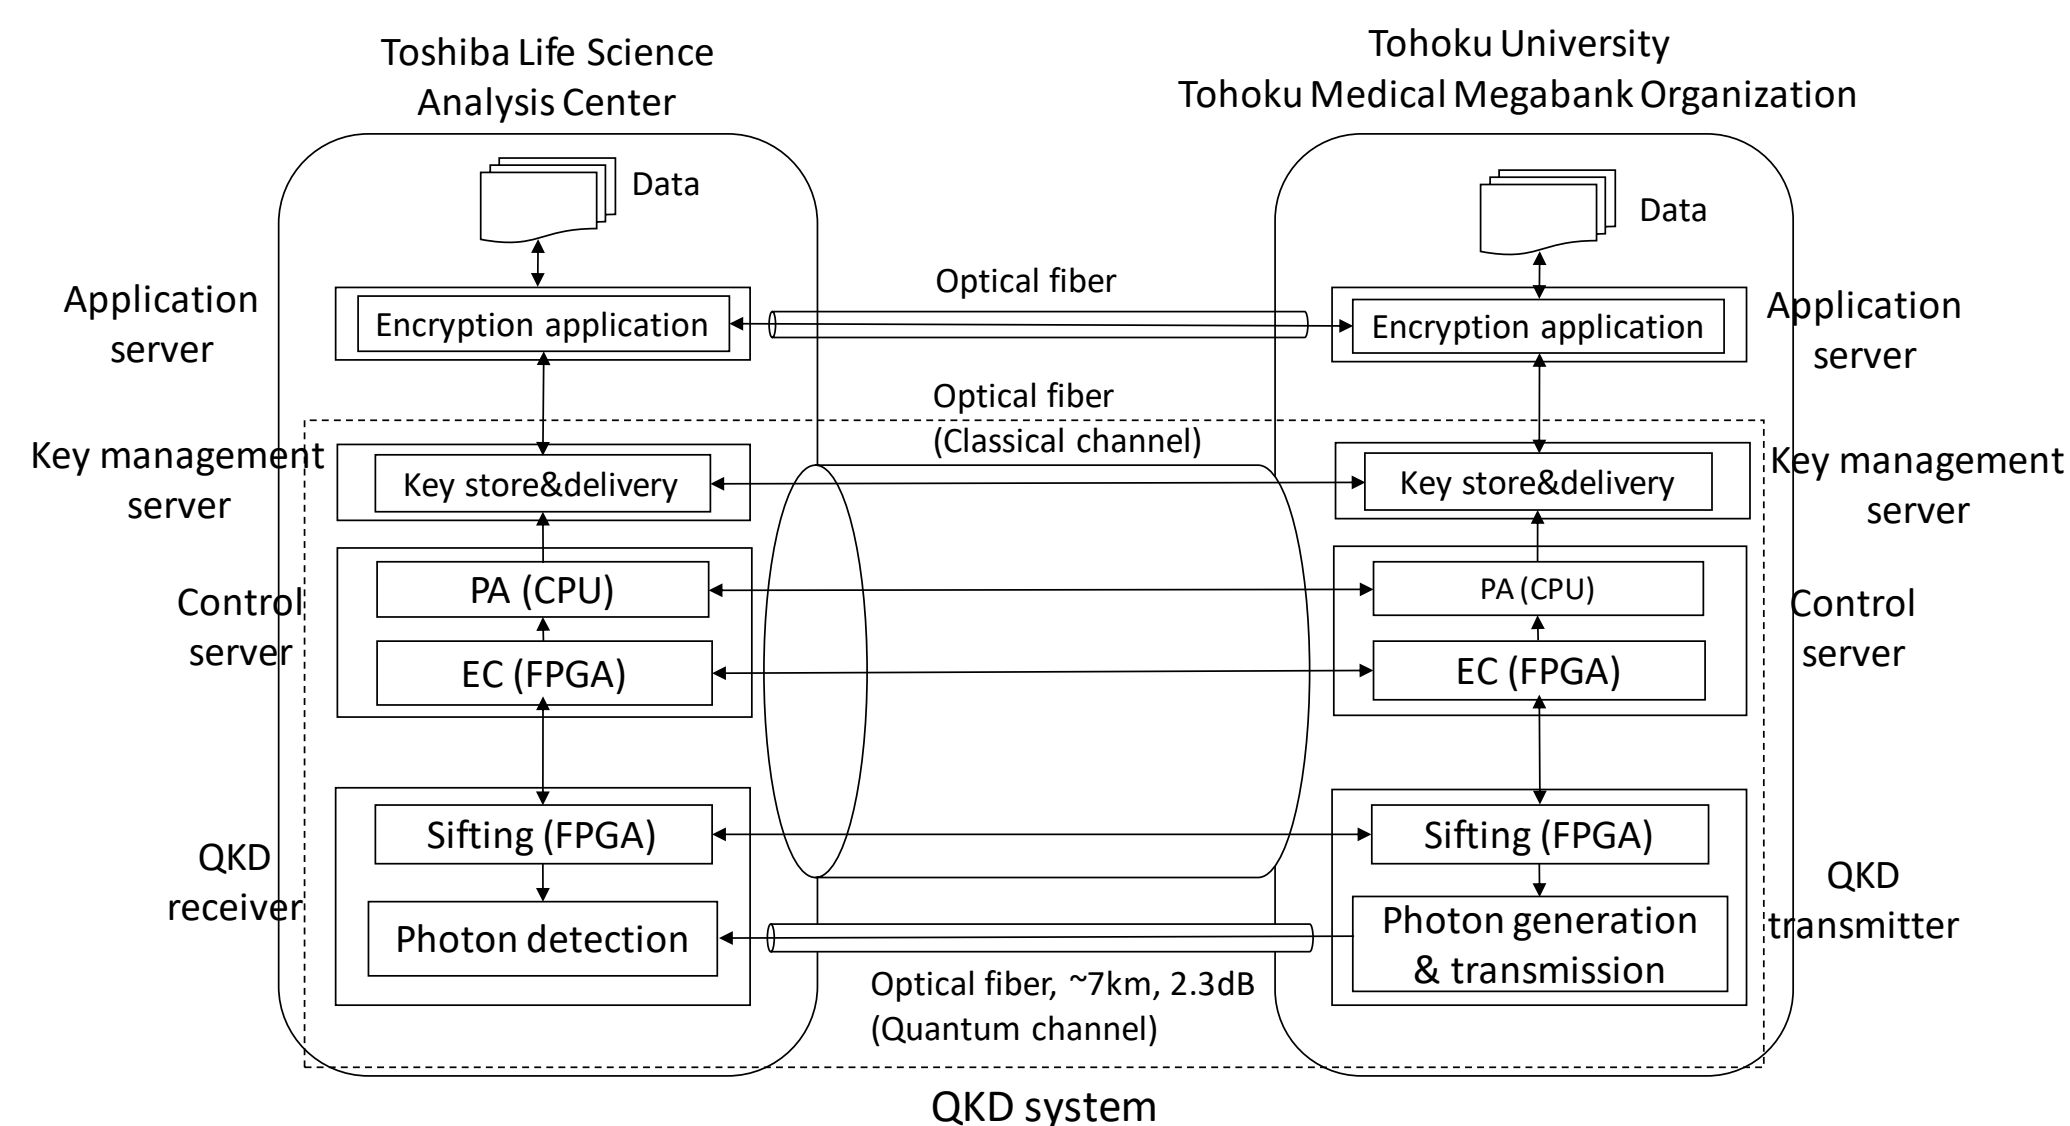 Toshiba Life Science
Analysis Center
Tohoku University
Tohoku Medical Megabank Organization
Data
Data
Application
server
Encryption application
Optical fiber
Encryption application
Application
server
Optical fiber
(Classical channel)
Key management
server
Key store&delivery
Key store&delivery
Key management
server
Control
server
PA (CPU)
PA (CPU)
Control
server
EC (FPGA)
EC (FPGA)
QKD
receiver
Sifting (FPGA)
Sifting (FPGA)
QKD
transmitter
Photon detection
Photon generation
& transmission
Optical fiber, ~7km, 2.3dB
(Quantum channel)
QKD system